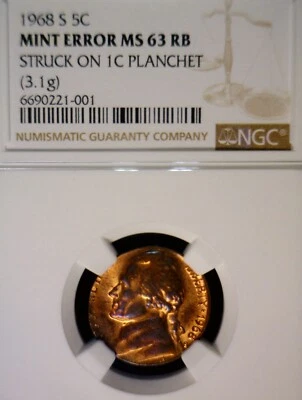 1968 S 5C
MINT ERROR MS 63 RB
STRUCK ON 1C PLANCHET
(3.1g)
6690221-001
NUMISMATIC GUARANTY COMPANY
NGC
1968